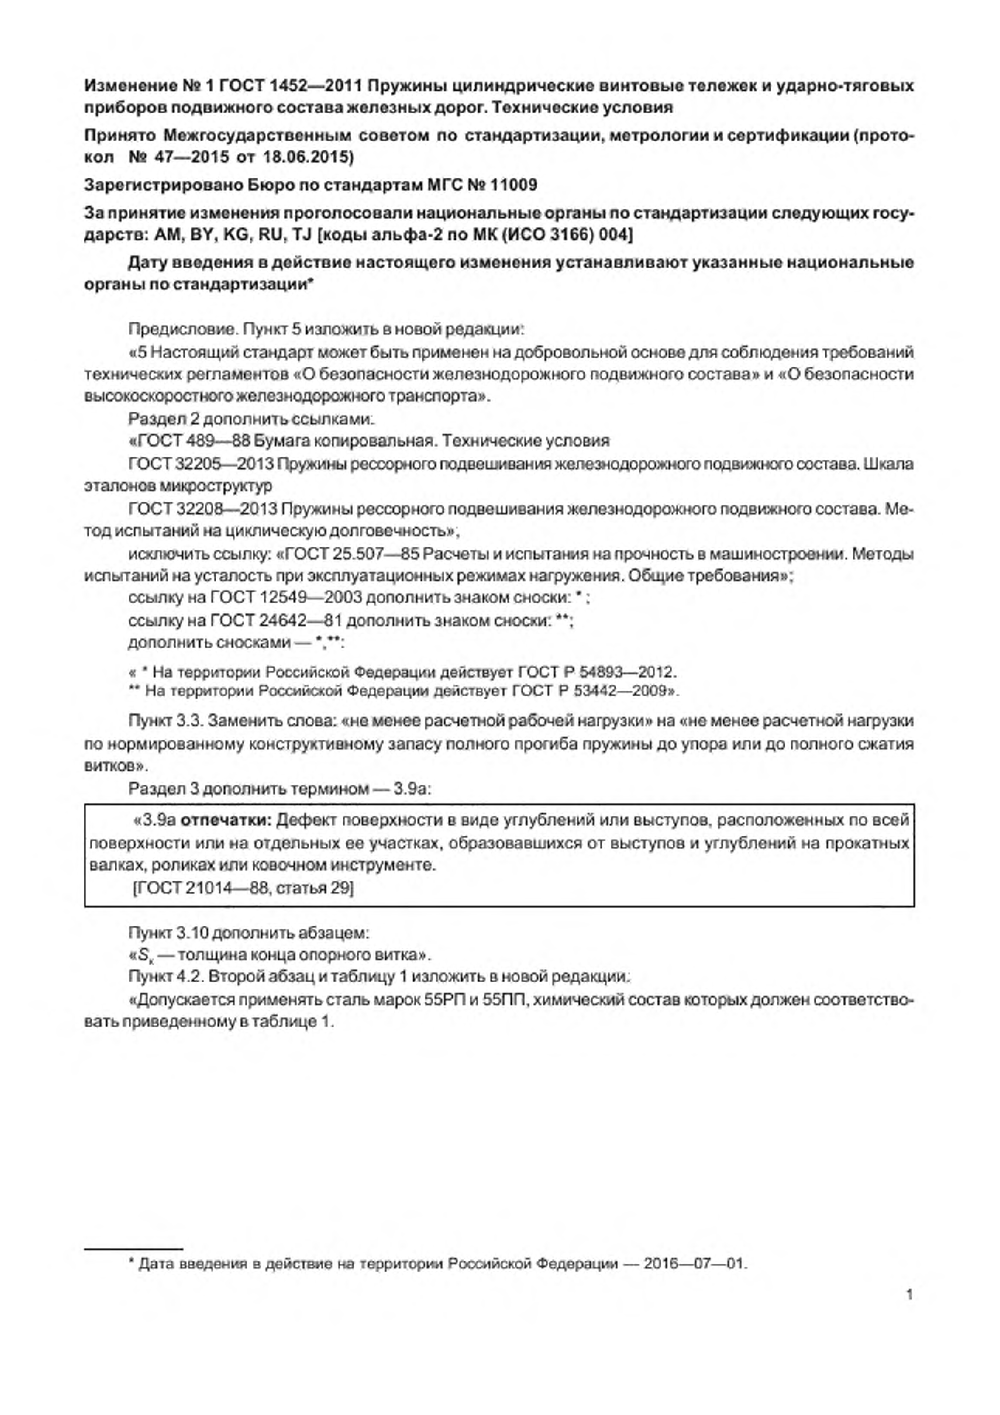 Изменение № 1 ГОСТ 1452—2011 Пружины цилиндрические винтовые тележек и ударно-тяговых
приборов подвижного состава железных дорог. Технические условия
Принято Межгосударственным советом по стандартизации, метрологии и сертификации (прото-
кол № 47—2015 от 18.06.2015)
Зарегистрировано Бюро по стандартам МГС № 11009
За принятие изменения проголосовали национальные органы по стандартизации следующих госу-
дарств: AM, BY, KG, RU, TJ [коды альфа-2 по МК (ИСО 3166) 004]
Дату введения в действие настоящего изменения устанавливают указанные национальные
органы по стандартизации*
Предисловие. Пункт 5 изложить в новой редакции:
«5 Настоящий стандарт может быть применен на добровольной основе для соблюдения требований
технических регламентов «О безопасности железнодорожного подвижного состава» и «О безопасности
высокоскоростного железнодорожного транспорта».
Раздел 2 дополнить ссылками:
«ГОСТ 489—88 Бумага копировальная. Технические условия
ГОСТ 32205—2013 Пружины рессорного подвешивания железнодорожного подвижного состава. Шкала
эталонов микроструктур
ГОСТ 32208—2013 Пружины рессорного подвешивания железнодорожного подвижного состава. Ме-
тод испытаний на циклическую долговечность»;
исключить ссылку: «ГОСТ 25.507—85 Расчеты и испытания на прочность в машиностроении. Методы
испытаний на усталость при эксплуатационных режимах нагружения. Общие требования»;
ссылку на ГОСТ 12549—2003 дополнить знаком сноски: * ;
ссылку на ГОСТ 24642—81 дополнить знаком сноски: **;
дополнить сносками — *,**:
« * На территории Российской Федерации действует ГОСТ Р 54893—2012.
** На территории Российской Федерации действует ГОСТ Р 53442—2009».
Пункт 3.3. Заменить слова: «не менее расчетной рабочей нагрузки» на «не менее расчетной нагрузки
по нормированному конструктивному запасу полного прогиба пружины до упора или до полного сжатия
витков».
Раздел 3 дополнить термином — 3.9а:
«3.9а отпечатки: Дефект поверхности в виде углублений или выступов, расположенных по всей
поверхности или на отдельных ее участках, образовавшихся от выступов и углублений на прокатных
валках, роликах или ковочном инструменте.
[ГОСТ 21014—88, статья 29]
Пункт 3.10 дополнить абзацем:
«Sк — толщина конца опорного витка».
Пункт 4.2. Второй абзац и таблицу 1 изложить в новой редакции:
«Допускается применять сталь марок 55РП и 55ПП, химический состав которых должен соответство-
вать приведенному в таблице 1.
* Дата введения в действие на территории Российской Федерации — 2016—07—01.
1